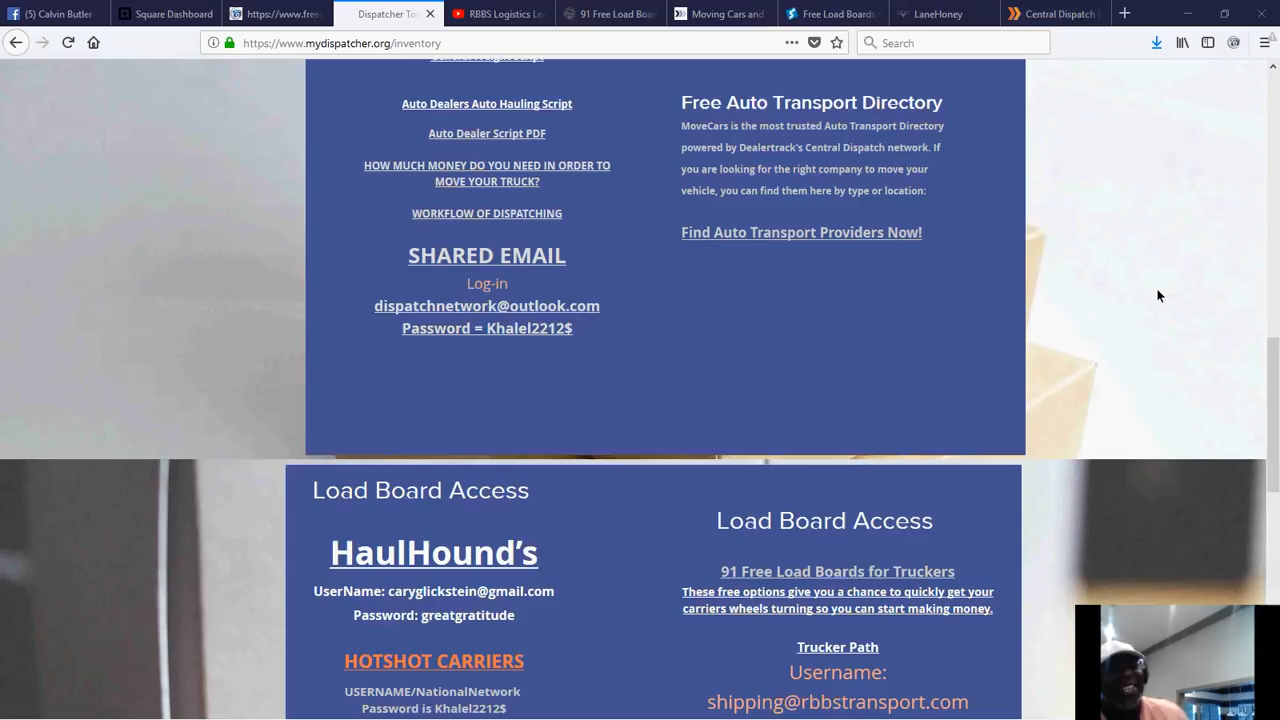 (5) Calvin Butler
Square Dashboard
https://www.free
Dispatcher To
RBBS Logistics Le
91 Free Load Boa
Moving Cars and
Free Load Boards
LaneHoney
Central Dispatch
https://www.mydispatcher.org/inventory
Search
Auto Dealers Auto Hauling Script
Auto Dealer Script PDF
HOW MUCH MONEY DO YOU NEED IN ORDER TO
MOVE YOUR TRUCK?
WORKFLOW OF DISPATCHING
SHARED EMAIL
Log-in
dispatchnetwork@outlook.com
Password = Khalel2212$
Free Auto Transport Directory
MoveCars is the most trusted Auto Transport Directory
powered by Dealertrack's Central Dispatch network. If
you are looking for the right company to move your
vehicle, you can find them here by type or location:
Find Auto Transport Providers Now!
Load Board Access
HaulHound’s
UserName: caryglickstein@gmail.com
Password: greatgratitude
HOTSHOT CARRIERS
USERNAME/NationalNetwork
Password is Khalel2212$
Load Board Access
91 Free Load Boards for Truckers
These free options give you a chance to quickly get your
carriers wheels turning so you can start making money.
Trucker Path
Username:
shipping@rbbstransport.com